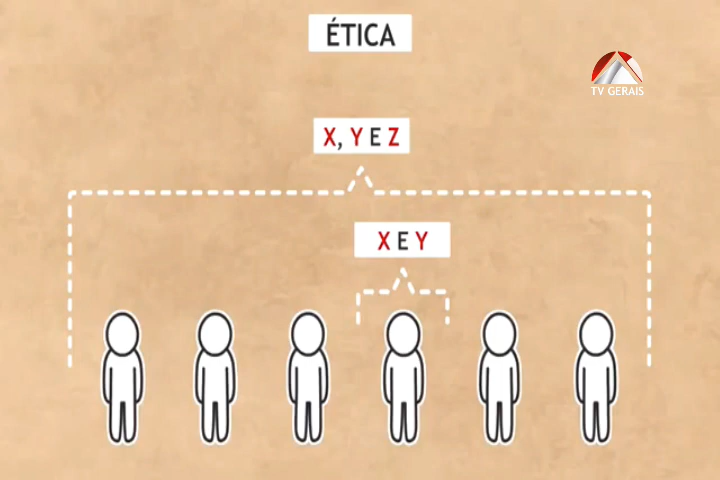 ÉTICA
TV GERAIS
X, Y E Z
X E Y